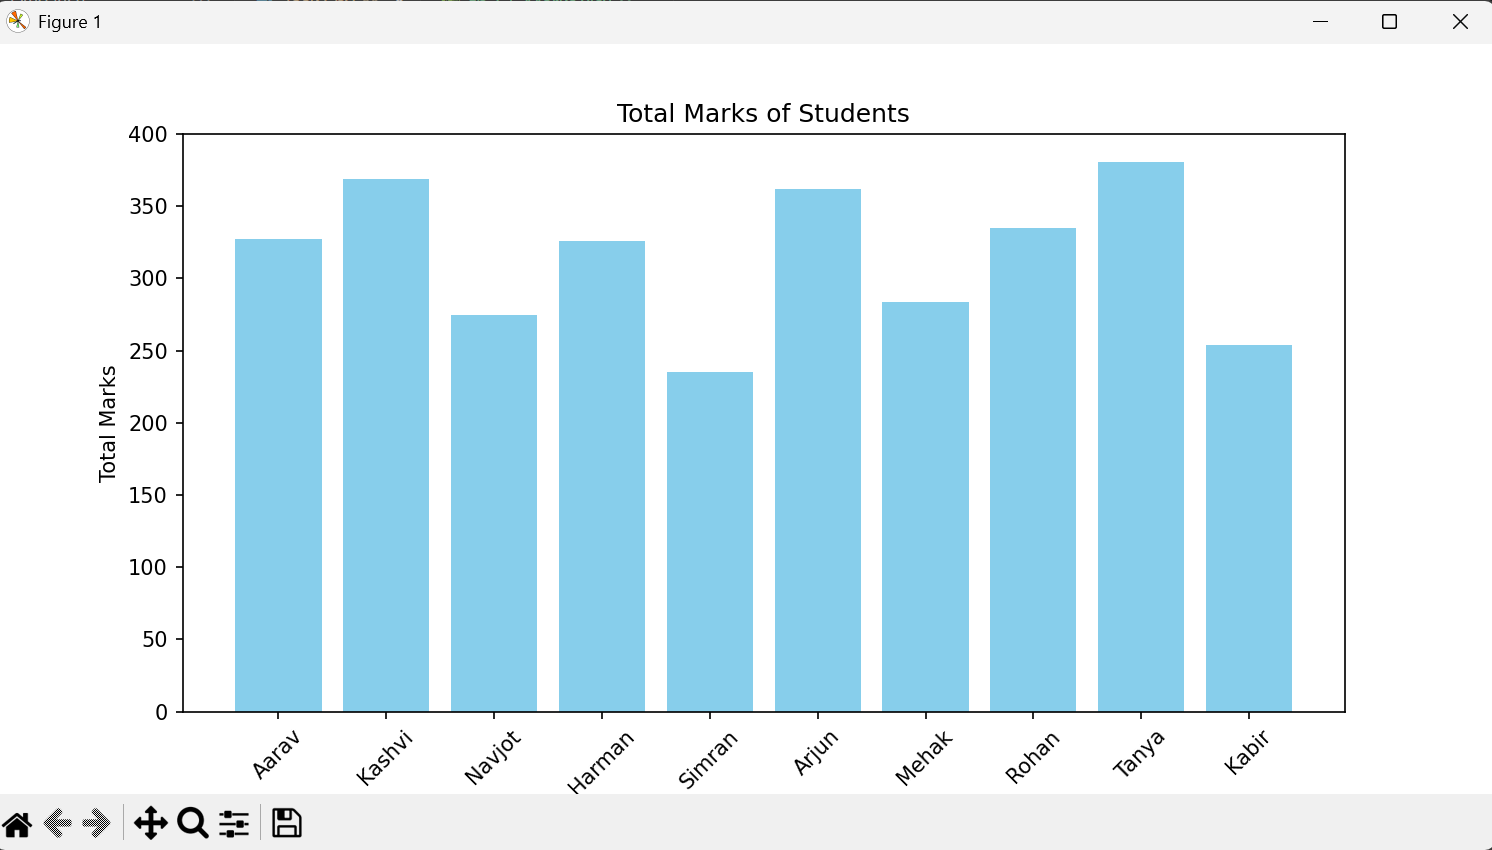 Figure 1
Total Marks of Students
400
350
300
250
200
150
100
50
0
Total Marks
Aarav
Kashvi
Navjot
Harman
Simran
Arjun
Mehak
Rohan
Tanya
Kabir